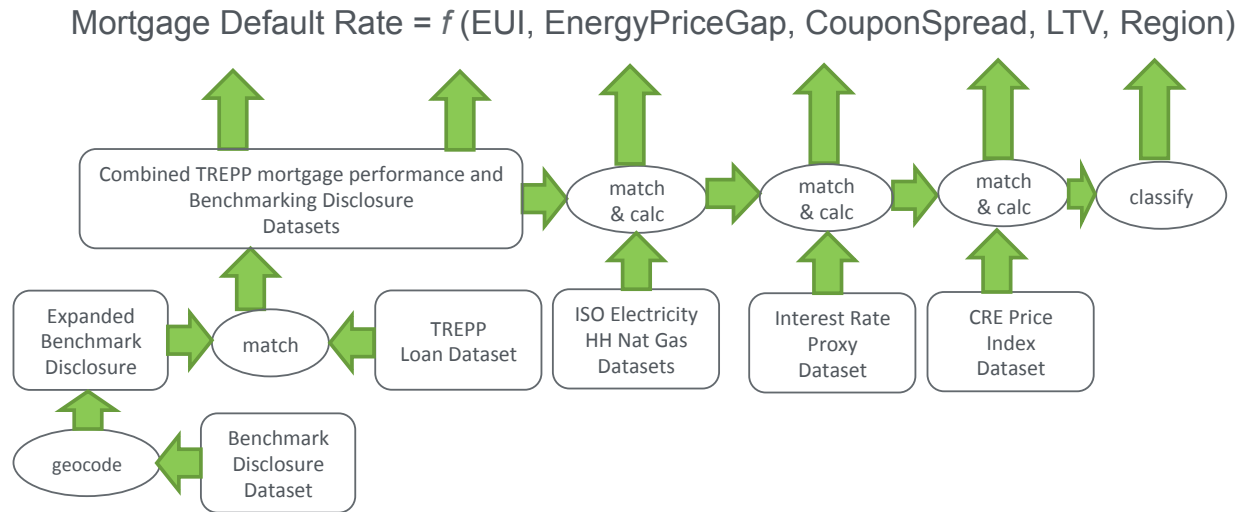 Mortgage Default Rate = f (EUI, EnergyPriceGap, CouponSpread, LTV, Region)
Combined TREPP mortgage performance and
Benchmarking Disclosure
Datasets
match
& calc
match
& calc
match
& calc
classify
Expanded
Benchmark
Disclosure
match
TREPP
Loan Dataset
ISO Electricity
HH Nat Gas
Datasets
Interest Rate
Proxy
Dataset
CRE Price
Index
Dataset
geocode
Benchmark
Disclosure
Dataset